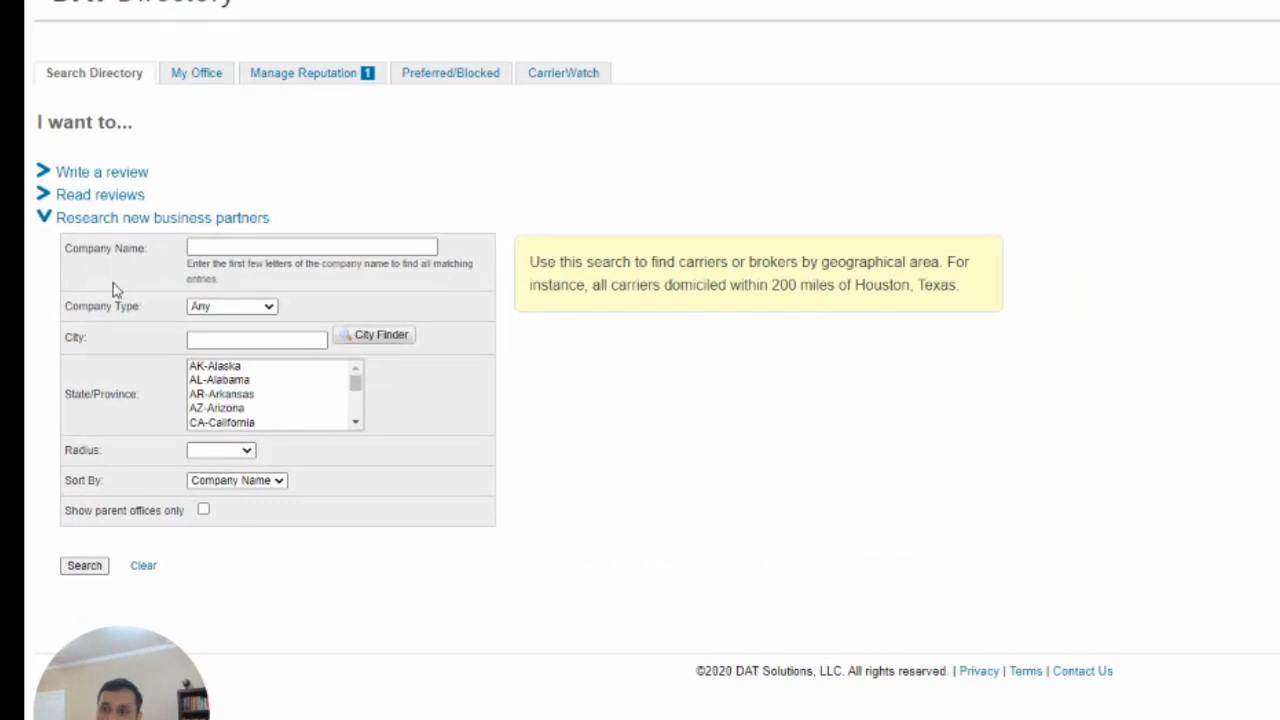 DAT Directory
Search Directory
My Office
Manage Reputation 1
Preferred/Blocked
CarrierWatch
I want to...
Write a review
Read reviews
Research new business partners
Company Name:
Enter the first few letters of the company name to find all matching
entries.
Company Type:
Any
City:
City Finder
State/Province:
AK-Alaska
AL-Alabama
AR-Arkansas
AZ-Arizona
CA-California
Radius:
Sort By:
Company Name
Show parent offices only
Search
Clear
Use this search to find carriers or brokers by geographical area. For
instance, all carriers domiciled within 200 miles of Houston, Texas.
©2020 DAT Solutions, LLC. All rights reserved. | Privacy | Terms | Contact Us